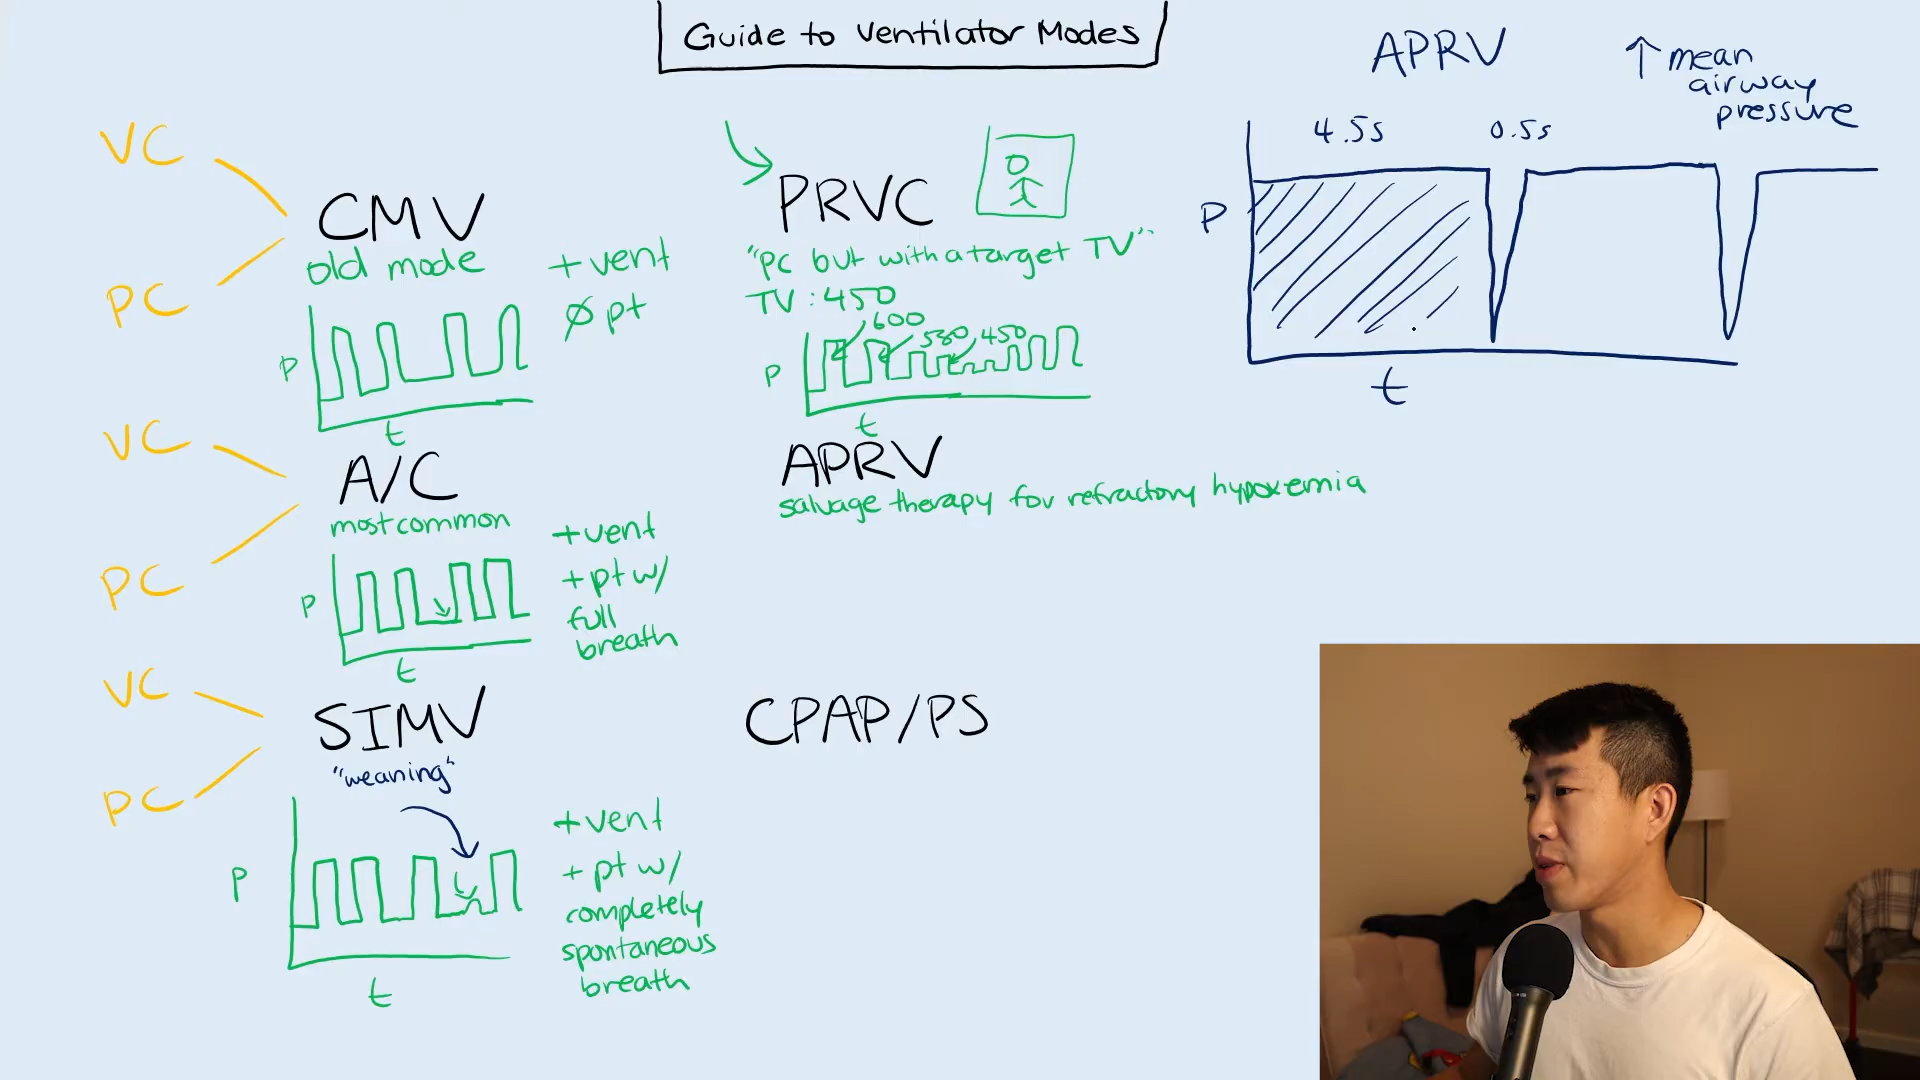 Guide to Ventilator Modes
VC
PC
CMV
old mode
+vent
Ø pt
P
t
VC
PC
A/C
most common
+vent
+pt w/
full
breath
P
t
VC
PC
SIMV
"weaning"
+vent
+ pt w/
completely
spontaneous
breath
P
t
PRVC
"PC but with a target TV"
TV: 450
600
450
P
t
APRV
salvage therapy for refractory hypoxemia
CPAP/PS
APRV
↑ mean
airway
pressure
4.5s
0.5s
P
t